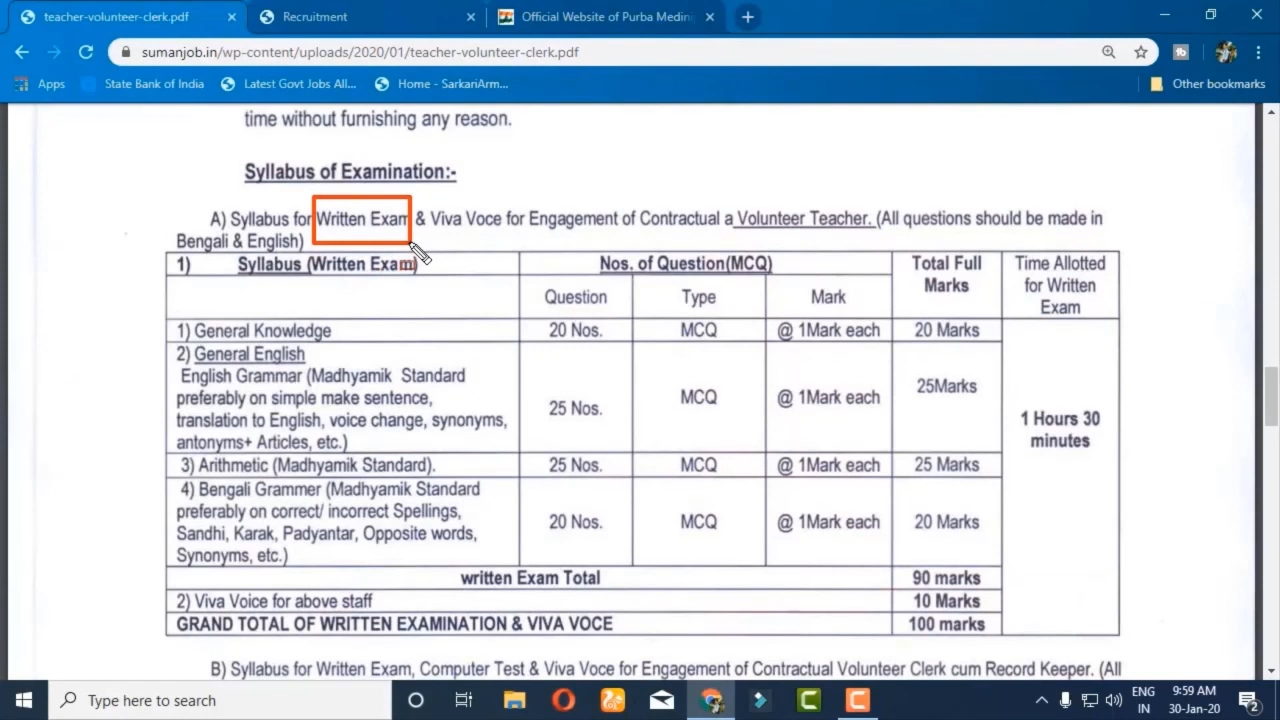 teacher-volunteer-clerk.pdf
Recruitment
Official Website of Purba Medini
sumanjob.in/wp-content/uploads/2020/01/teacher-volunteer-clerk.pdf
Apps
State Bank of India
Latest Govt Jobs All...
Home - SarkariArm...
Other bookmarks
time without furnishing any reason.
Syllabus of Examination:-
A) Syllabus for Written Exam & Viva Voce for Engagement of Contractual a Volunteer Teacher. (All questions should be made in
Bengali & English)
1) Syllabus (Written Exam)
Nos. of Question(MCQ)
Total Full
Marks
Time Allotted
for Written
Exam
Question
Type
Mark
1) General Knowledge
20 Nos.
MCQ
@ 1Mark each
20 Marks
2) General English
English Grammar (Madhyamik Standard
preferably on simple make sentence,
translation to English, voice change, synonyms,
antonyms+ Articles, etc.)
25 Nos.
MCQ
@ 1Mark each
25Marks
1 Hours 30
minutes
3) Arithmetic (Madhyamik Standard).
25 Nos.
MCQ
@ 1Mark each
25 Marks
4) Bengali Grammer (Madhyamik Standard
preferably on correct/ incorrect Spellings,
Sandhi, Karak, Padyantar, Opposite words,
Synonyms, etc.)
20 Nos.
MCQ
@ 1Mark each
20 Marks
written Exam Total
90 marks
2) Viva Voice for above staff
10 Marks
GRAND TOTAL OF WRITTEN EXAMINATION & VIVA VOCE
100 marks
B) Syllabus for Written Exam, Computer Test & Viva Voce for Engagement of Contractual Volunteer Clerk cum Record Keeper. (All
Type here to search
ENG
IN
9:59 AM
30-Jan-20
2